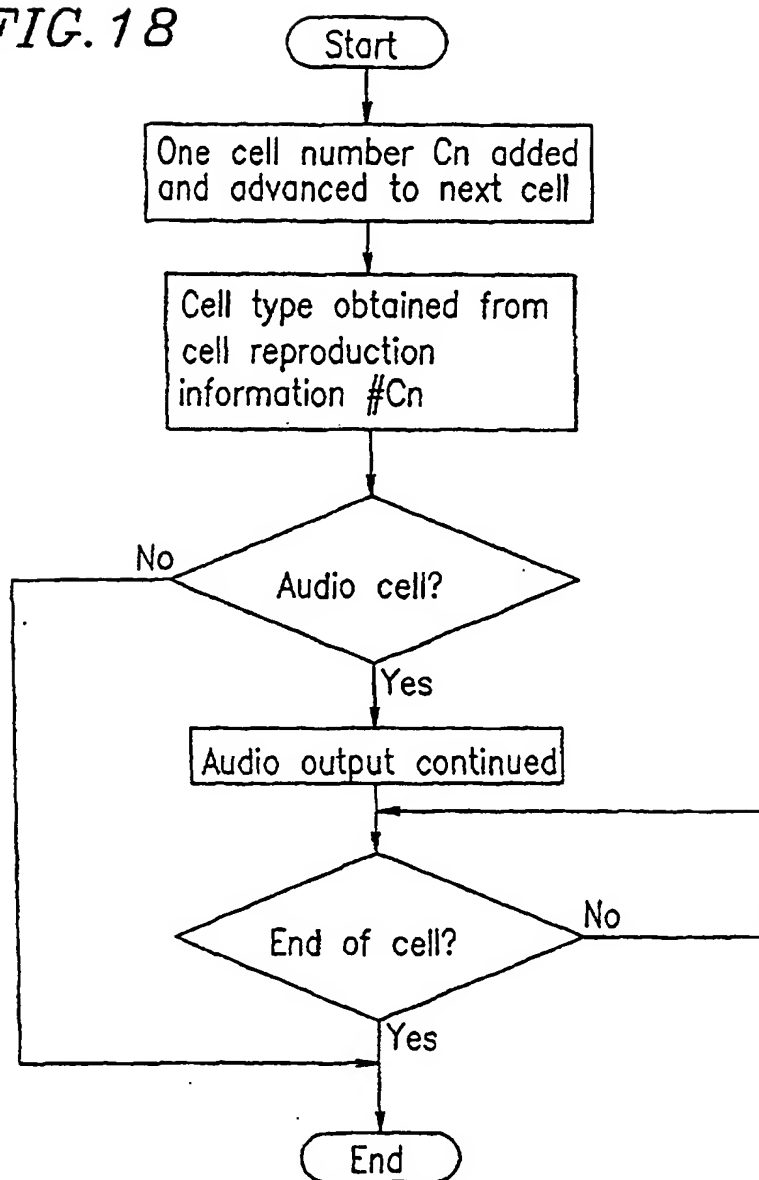 FIG.18
Start
One cell number Cn added
and advanced to next cell
Cell type obtained from
cell reproduction
information #Cn
No
Audio cell?
Yes
Audio output continued
End of cell?
No
Yes
End